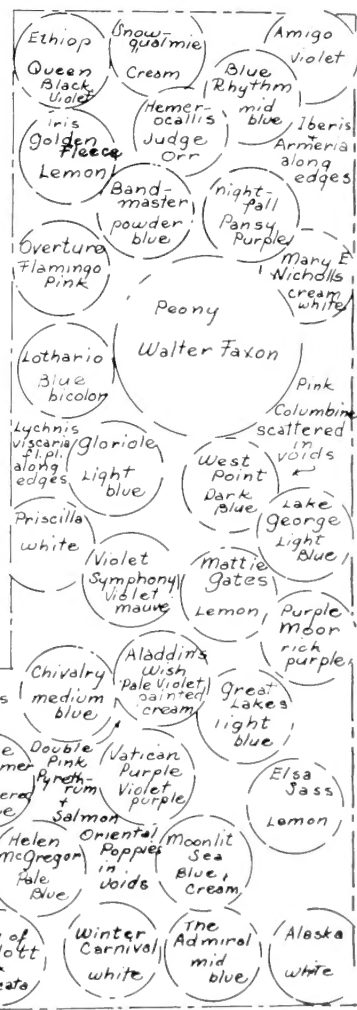 Ethiop
Queen
Black
Violet
Snow-
qualmie
Cream
Amigo
violet
Blue
Rhythm
mid
blue
Hemer-
ocallis
Judge
Orr
Iberis
+
Armeria
along
edges
iris
golden
Fleece
Lemon
Band-
master
powder
blue
night-
fall
Pansy
Purple
Overture
Flamingo
Pink
Mary E
Nicholls
cream
white
Peony
Walter Faxon
Lothario
Blue
bicolor
Pink
Columbine
scattered
in
voids
Lychnis
viscaria
fl.pl.
along
edges
Gloriole
Light
blue
West
Point
Dark
Blue
Lake
George
Light
Blue
Priscilla
white
Violet
Symphony
Violet
mauve
Mattie
Gates
Lemon
Purple
Moon
rich
purple
Chivalry
medium
blue
Aladdin's
Wish
Pale Violet
painted
cream
Great
Lakes
light
blue
Double
Pink
Pyreth-
rum
+
Salmon
Oriental
Poppies
in
voids
Vatican
Purple
Violet
purple
Elsa
Sass
Lemon
Helen
McGregor
Pale
Blue
Moonlit
Sea
Blue,
Cream
of
Winter
Carnival
white
The
Admiral
mid
blue
Alaska
white